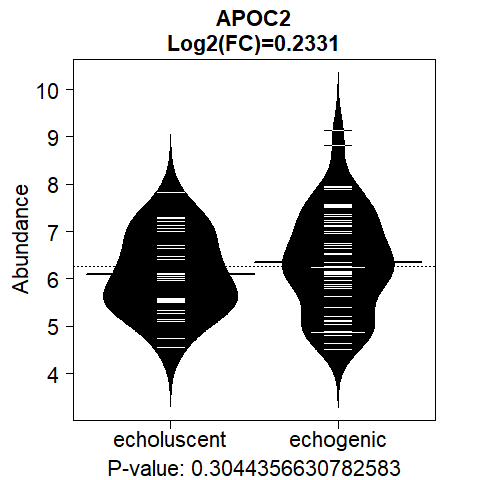 APOC2
Log2(FC)=0.2331
10
9
8
7
6
5
4
Abundance
echoluscent echogenic
P-value: 0.3044356630782583